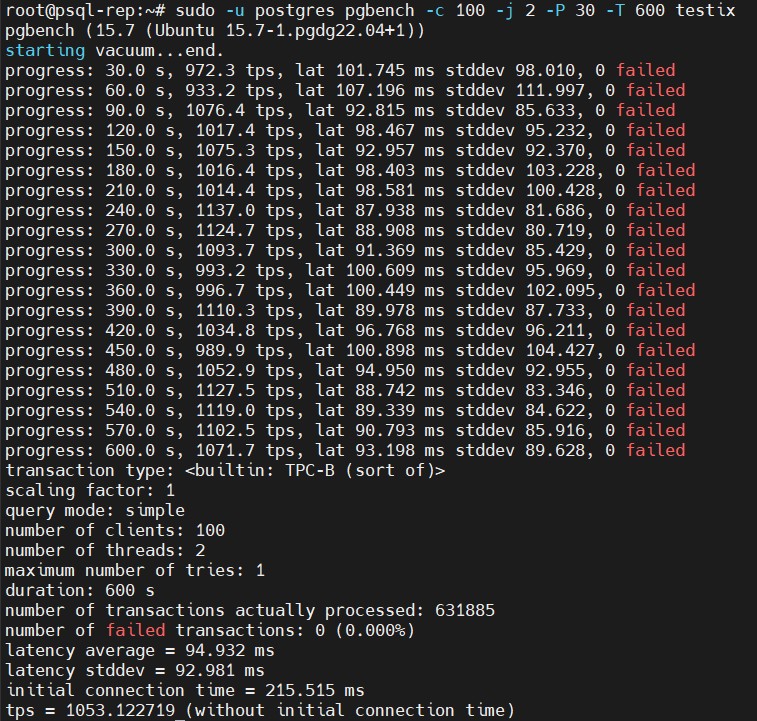 root@psql-rep:~# sudo -u postgres pgbench -c 100 -j 2 -P 30 -T 600 testix
pgbench (15.7 (Ubuntu 15.7-1.pgdg22.04+1))
starting vacuum...end.
progress: 30.0 s, 972.3 tps, lat 101.745 ms stddev 98.010, 0 failed
progress: 60.0 s, 933.2 tps, lat 107.196 ms stddev 111.997, 0 failed
progress: 90.0 s, 1076.4 tps, lat 92.815 ms stddev 85.633, 0 failed
progress: 120.0 s, 1017.4 tps, lat 98.467 ms stddev 95.232, 0 failed
progress: 150.0 s, 1075.3 tps, lat 92.957 ms stddev 92.370, 0 failed
progress: 180.0 s, 1016.4 tps, lat 98.403 ms stddev 103.228, 0 failed
progress: 210.0 s, 1014.4 tps, lat 98.581 ms stddev 100.428, 0 failed
progress: 240.0 s, 1137.0 tps, lat 87.938 ms stddev 81.686, 0 failed
progress: 270.0 s, 1124.7 tps, lat 88.908 ms stddev 80.719, 0 failed
progress: 300.0 s, 1093.7 tps, lat 91.369 ms stddev 85.429, 0 failed
progress: 330.0 s, 993.2 tps, lat 100.609 ms stddev 95.969, 0 failed
progress: 360.0 s, 996.7 tps, lat 100.449 ms stddev 102.095, 0 failed
progress: 390.0 s, 1110.3 tps, lat 89.978 ms stddev 87.733, 0 failed
progress: 420.0 s, 1034.8 tps, lat 96.768 ms stddev 96.211, 0 failed
progress: 450.0 s, 989.9 tps, lat 100.898 ms stddev 104.427, 0 failed
progress: 480.0 s, 1052.9 tps, lat 94.950 ms stddev 92.955, 0 failed
progress: 510.0 s, 1127.5 tps, lat 88.742 ms stddev 83.346, 0 failed
progress: 540.0 s, 1119.0 tps, lat 89.339 ms stddev 84.622, 0 failed
progress: 570.0 s, 1102.5 tps, lat 90.793 ms stddev 85.916, 0 failed
progress: 600.0 s, 1071.7 tps, lat 93.198 ms stddev 89.628, 0 failed
transaction type: <builtin: TPC-B (sort of)>
scaling factor: 1
query mode: simple
number of clients: 100
number of threads: 2
maximum number of tries: 1
duration: 600 s
number of transactions actually processed: 631885
number of failed transactions: 0 (0.000%)
latency average = 94.932 ms
latency stddev = 92.981 ms
initial connection time = 215.515 ms
tps = 1053.122719 (without initial connection time)